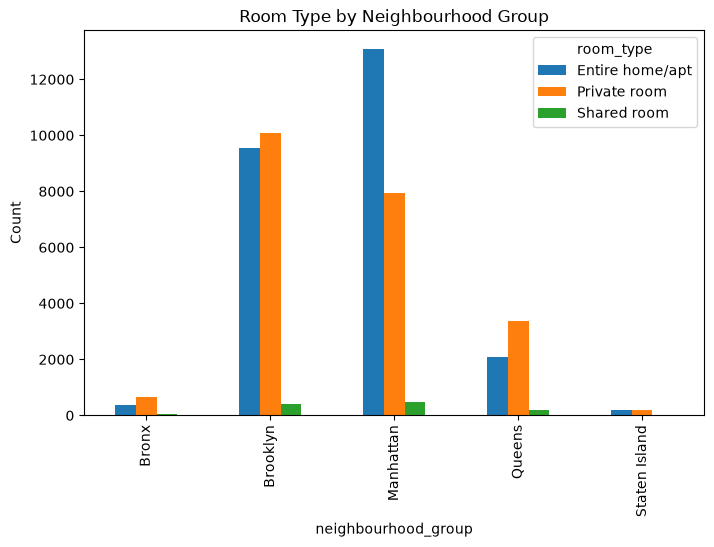 Room Type by Neighbourhood Group
room_type
Entire home/apt
Private room
Shared room
12000
10000
8000
6000
4000
2000
0
Count
Bronx
Brooklyn
Manhattan
Queens
Staten Island
neighbourhood_group